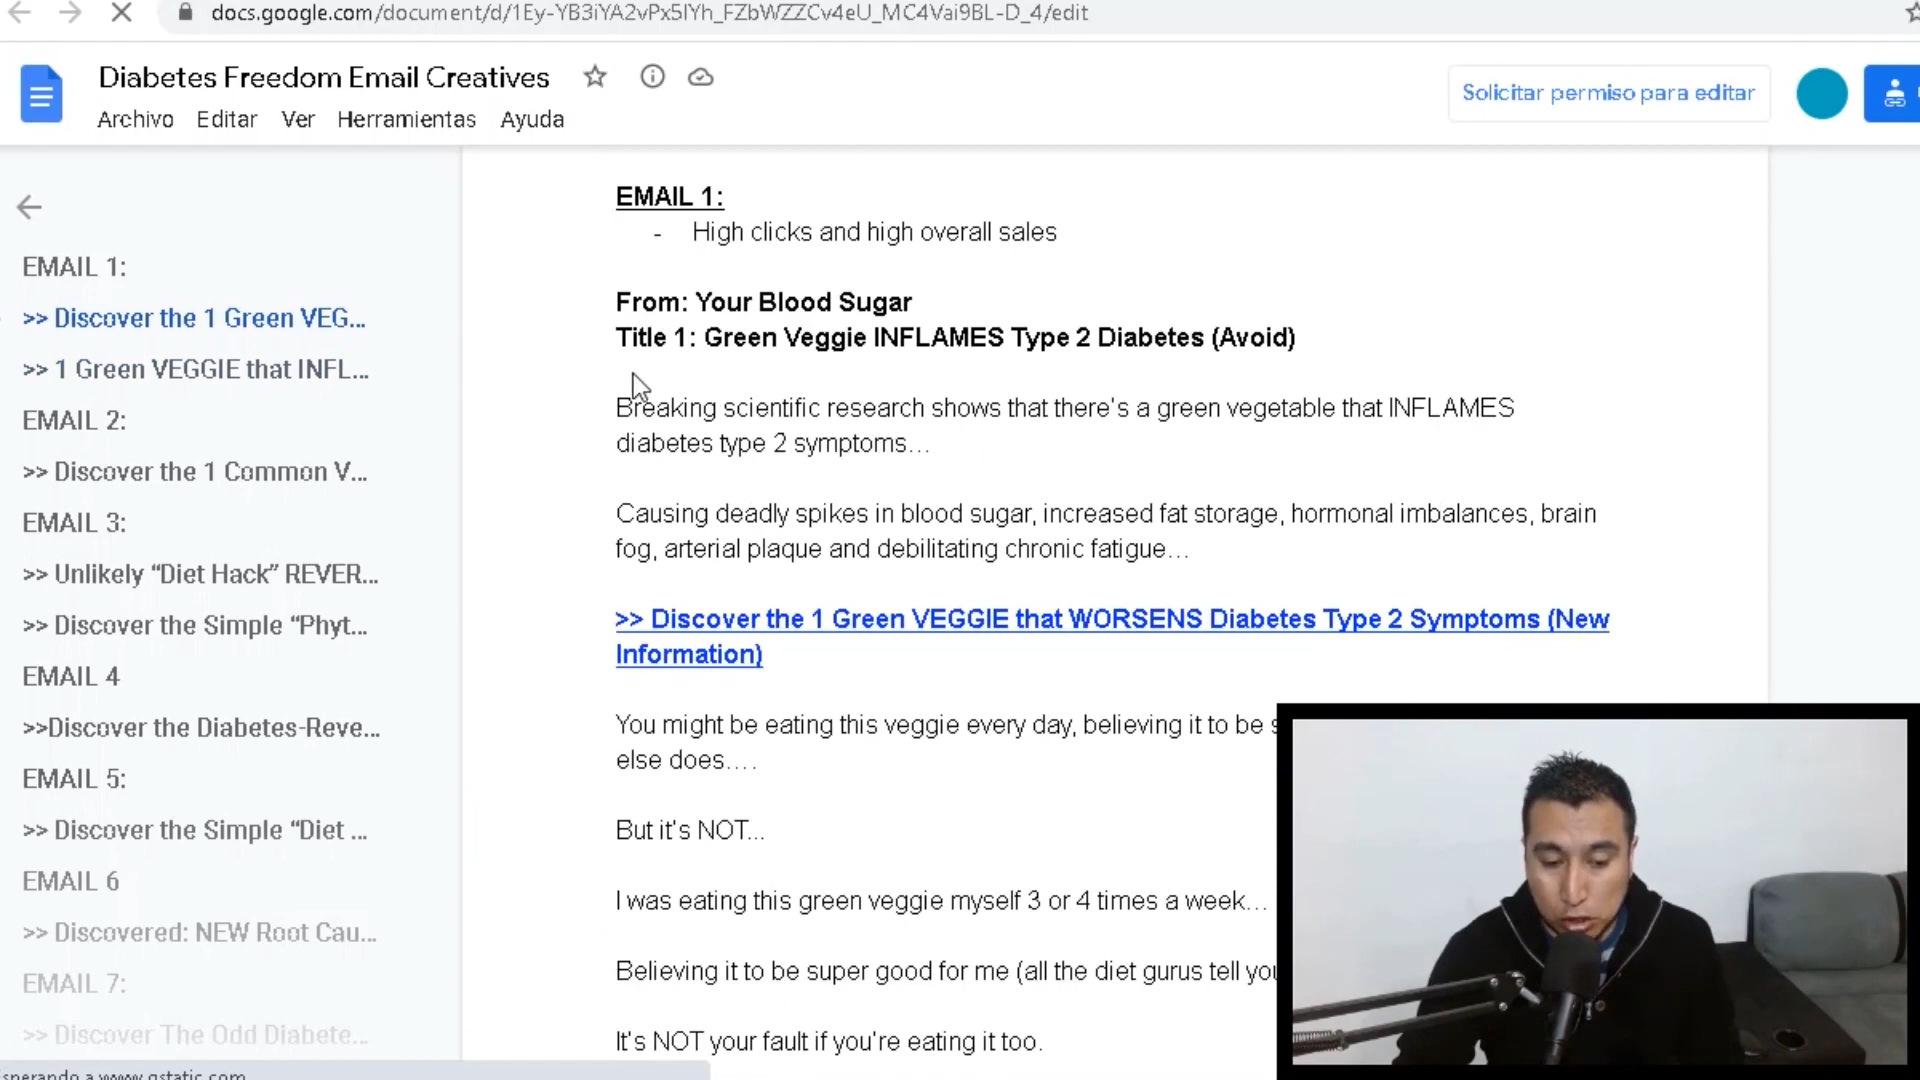 docs.google.com/document/d/1Ey-YB3iYA2vPx5IYh_FZbWZZCv4eU_MC4Vai9BL-D_4/edit
Diabetes Freedom Email Creatives
Archivo Editar Ver Herramientas Ayuda
Solicitar permiso para editar
EMAIL 1:
>> Discover the 1 Green VEG...
>> 1 Green VEGGIE that INFL...
EMAIL 2:
>> Discover the 1 Common V...
EMAIL 3:
>> Unlikely “Diet Hack” REVER...
>> Discover the Simple “Phyt...
EMAIL 4
>>Discover the Diabetes-Reve...
EMAIL 5:
>> Discover the Simple “Diet ...
EMAIL 6
>> Discovered: NEW Root Cau...
EMAIL 7:
>> Discover The Odd Diabete...
EMAIL 1:
- High clicks and high overall sales
From: Your Blood Sugar
Title 1: Green Veggie INFLAMES Type 2 Diabetes (Avoid)
Breaking scientific research shows that there's a green vegetable that INFLAMES
diabetes type 2 symptoms…
Causing deadly spikes in blood sugar, increased fat storage, hormonal imbalances, brain
fog, arterial plaque and debilitating chronic fatigue…
>> Discover the 1 Green VEGGIE that WORSENS Diabetes Type 2 Symptoms (New
Information)
You might be eating this veggie every day, believing it to be
else does….
But it's NOT…
I was eating this green veggie myself 3 or 4 times a week…
Believing it to be super good for me (all the diet gurus tell you
It's NOT your fault if you're eating it too.
sperando a www.gstatic.com